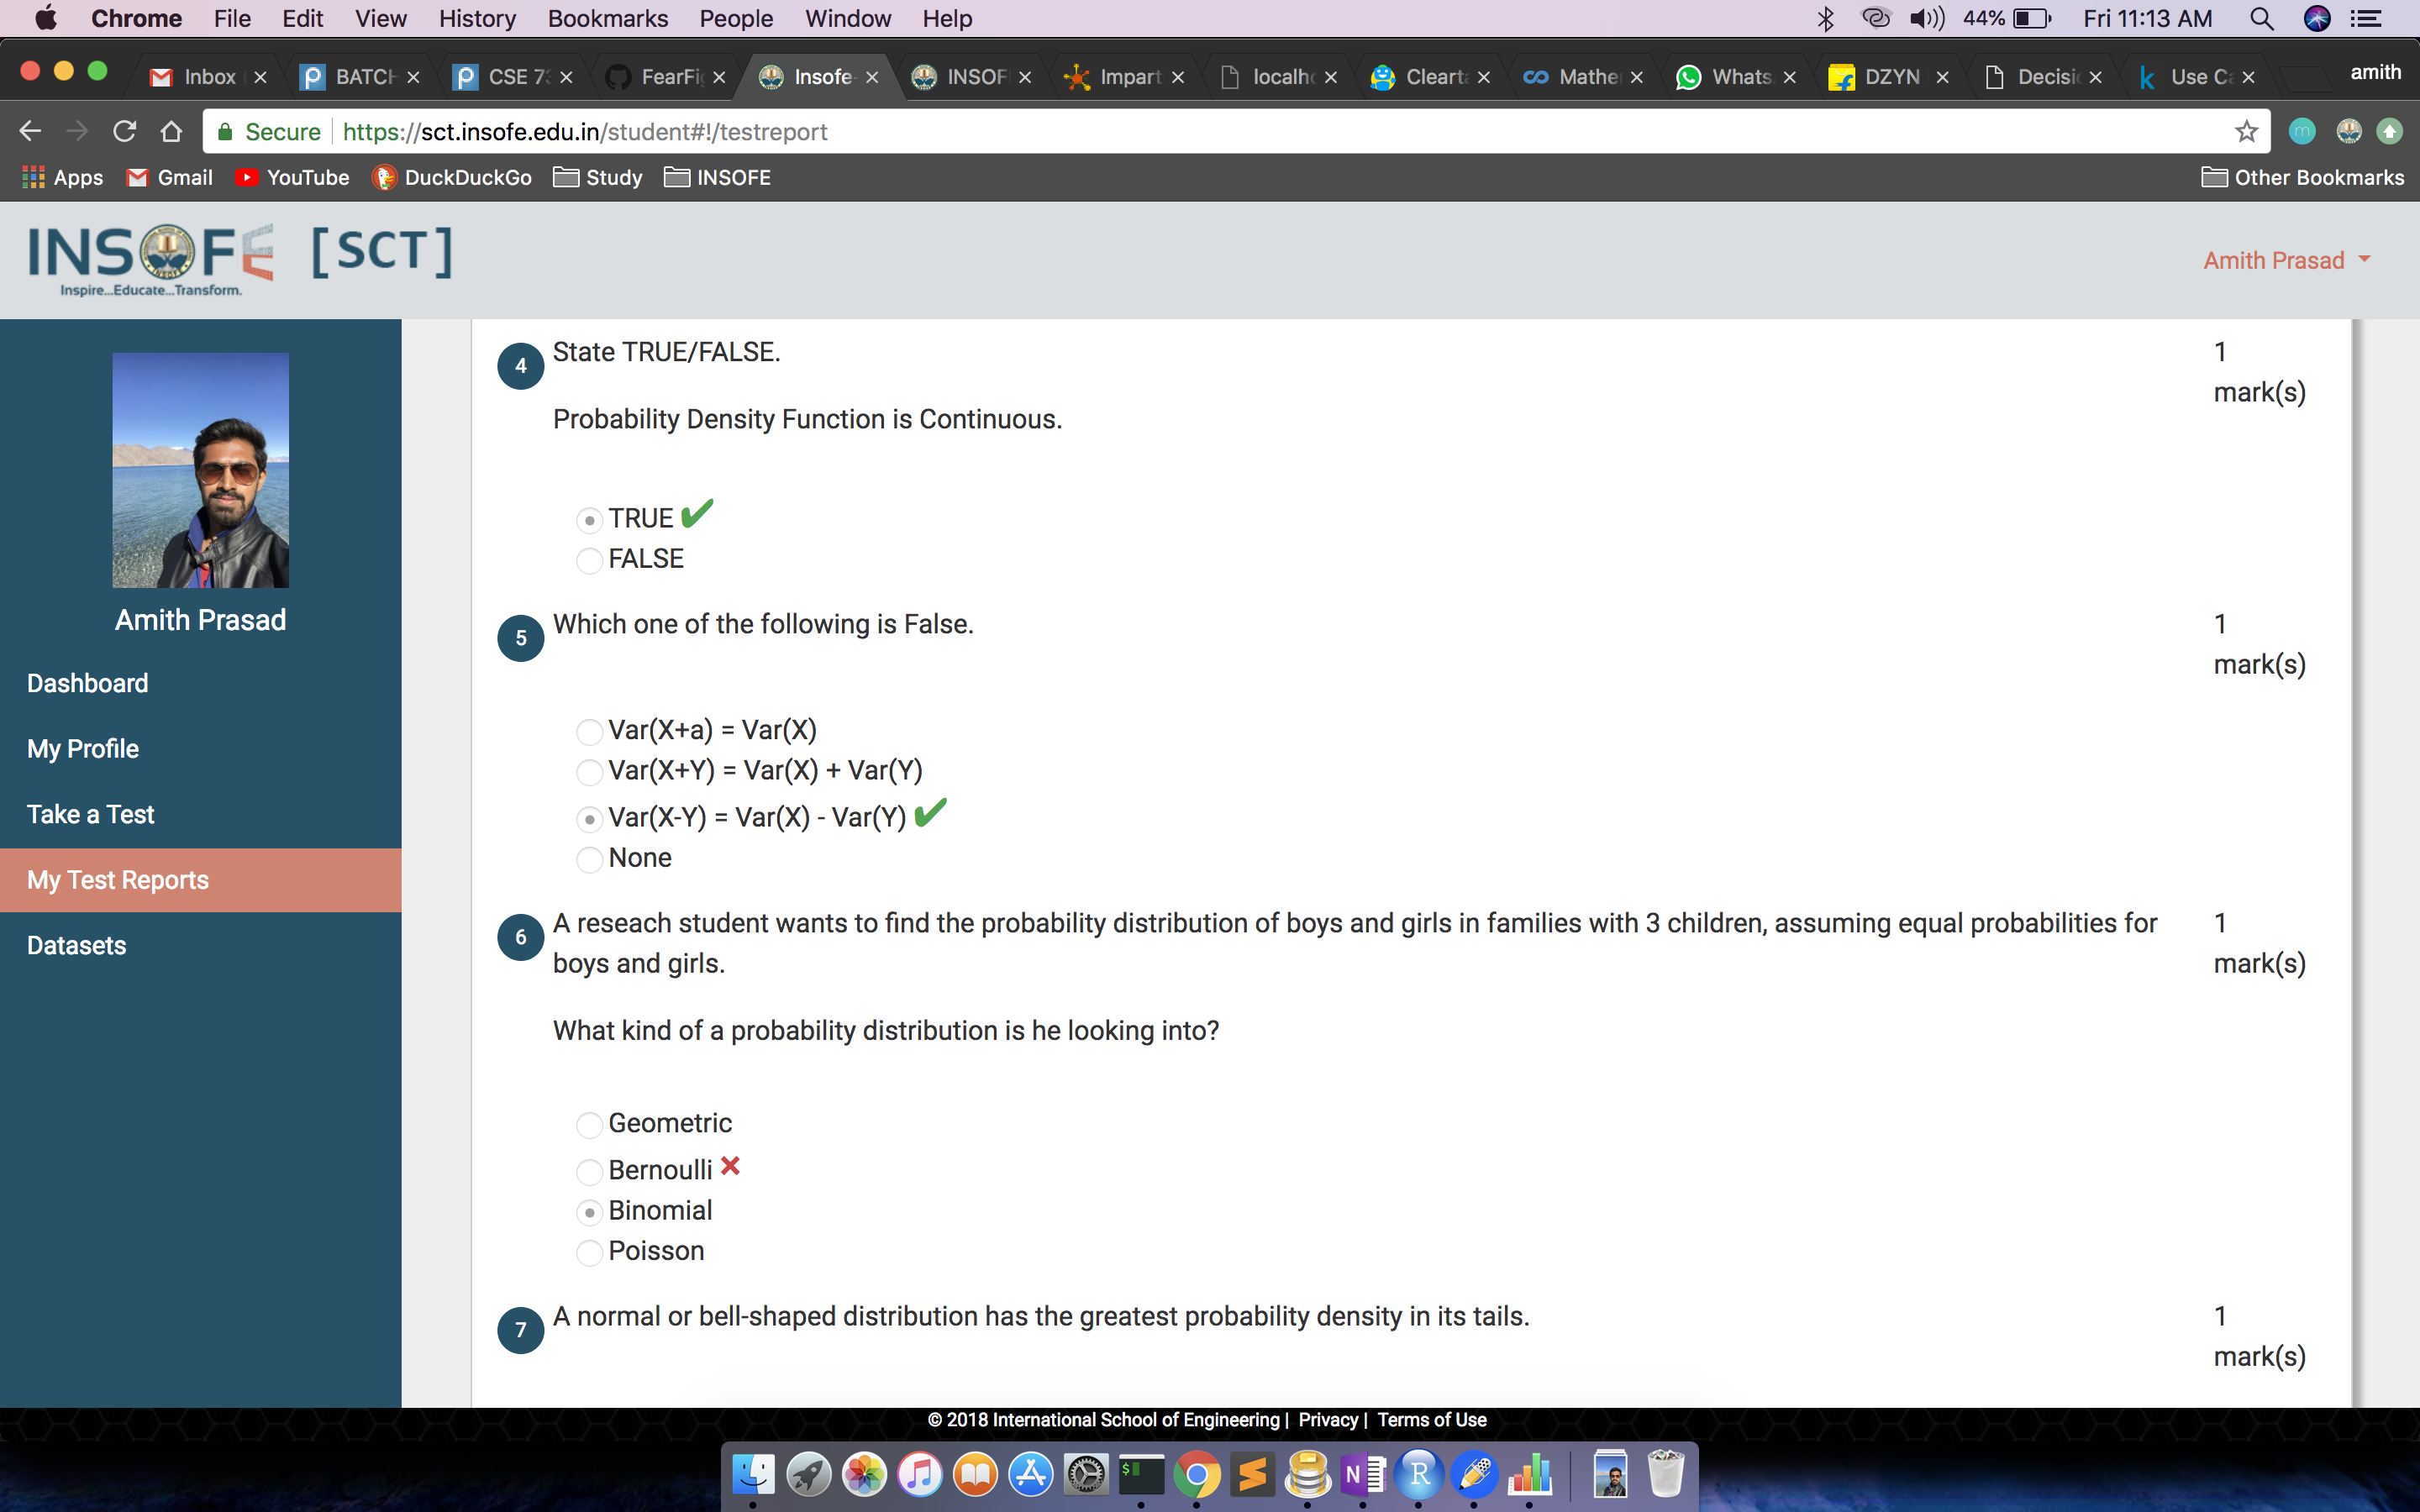 Chrome File Edit View History Bookmarks People Window Help 44% Fri 11:13 AM
Inbox BATCH CSE 73 FearFi Insofe- INSOF Impart localho Clearta Mathe Whats DZYN Decisi Use Ca amith
Secure https://sct.insofe.edu.in/student#!/testreport
Apps Gmail YouTube DuckDuckGo Study INSOFE Other Bookmarks
INSOFE [SCT]
Inspire...Educate...Transform.
Amith Prasad
Amith Prasad
Dashboard
My Profile
Take a Test
My Test Reports
Datasets
4 State TRUE/FALSE. 1
mark(s)
Probability Density Function is Continuous.
TRUE
FALSE
5 Which one of the following is False. 1
mark(s)
Var(X+a) = Var(X)
Var(X+Y) = Var(X) + Var(Y)
Var(X-Y) = Var(X) - Var(Y)
None
6 A reseach student wants to find the probability distribution of boys and girls in families with 3 children, assuming equal probabilities for 1
boys and girls. mark(s)
What kind of a probability distribution is he looking into?
Geometric
Bernoulli
Binomial
Poisson
7 A normal or bell-shaped distribution has the greatest probability density in its tails. 1
mark(s)
© 2018 International School of Engineering | Privacy | Terms of Use